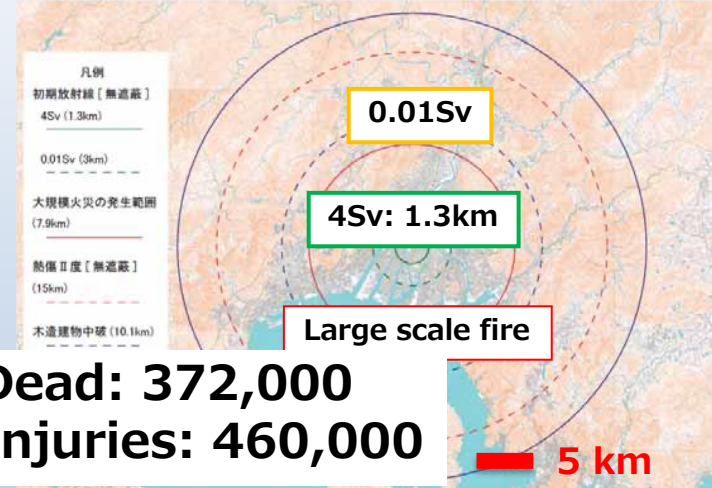 凡例
初期放射線 [ 無遮蔽 ]
4Sv (1.3km)
0.01Sv (3km)
大規模火災の発生範囲
(7.9km)
熱傷Ⅱ度 [ 無遮蔽 ]
(15km)
木造建物中破 (10.1km)
0.01Sv
4Sv: 1.3km
Large scale fire
Dead: 372,000
njuries: 460,000
5 km